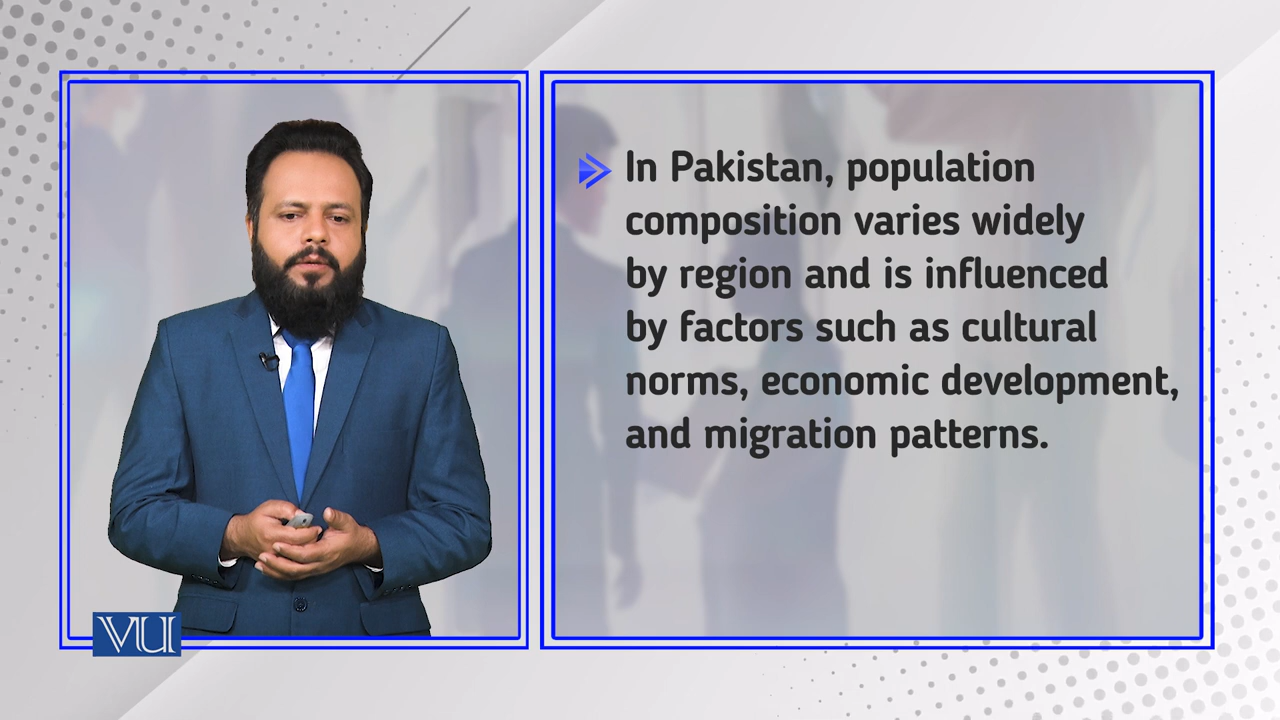 In Pakistan, population
composition varies widely
by region and is influenced
by factors such as cultural
norms, economic development,
and migration patterns.
VU